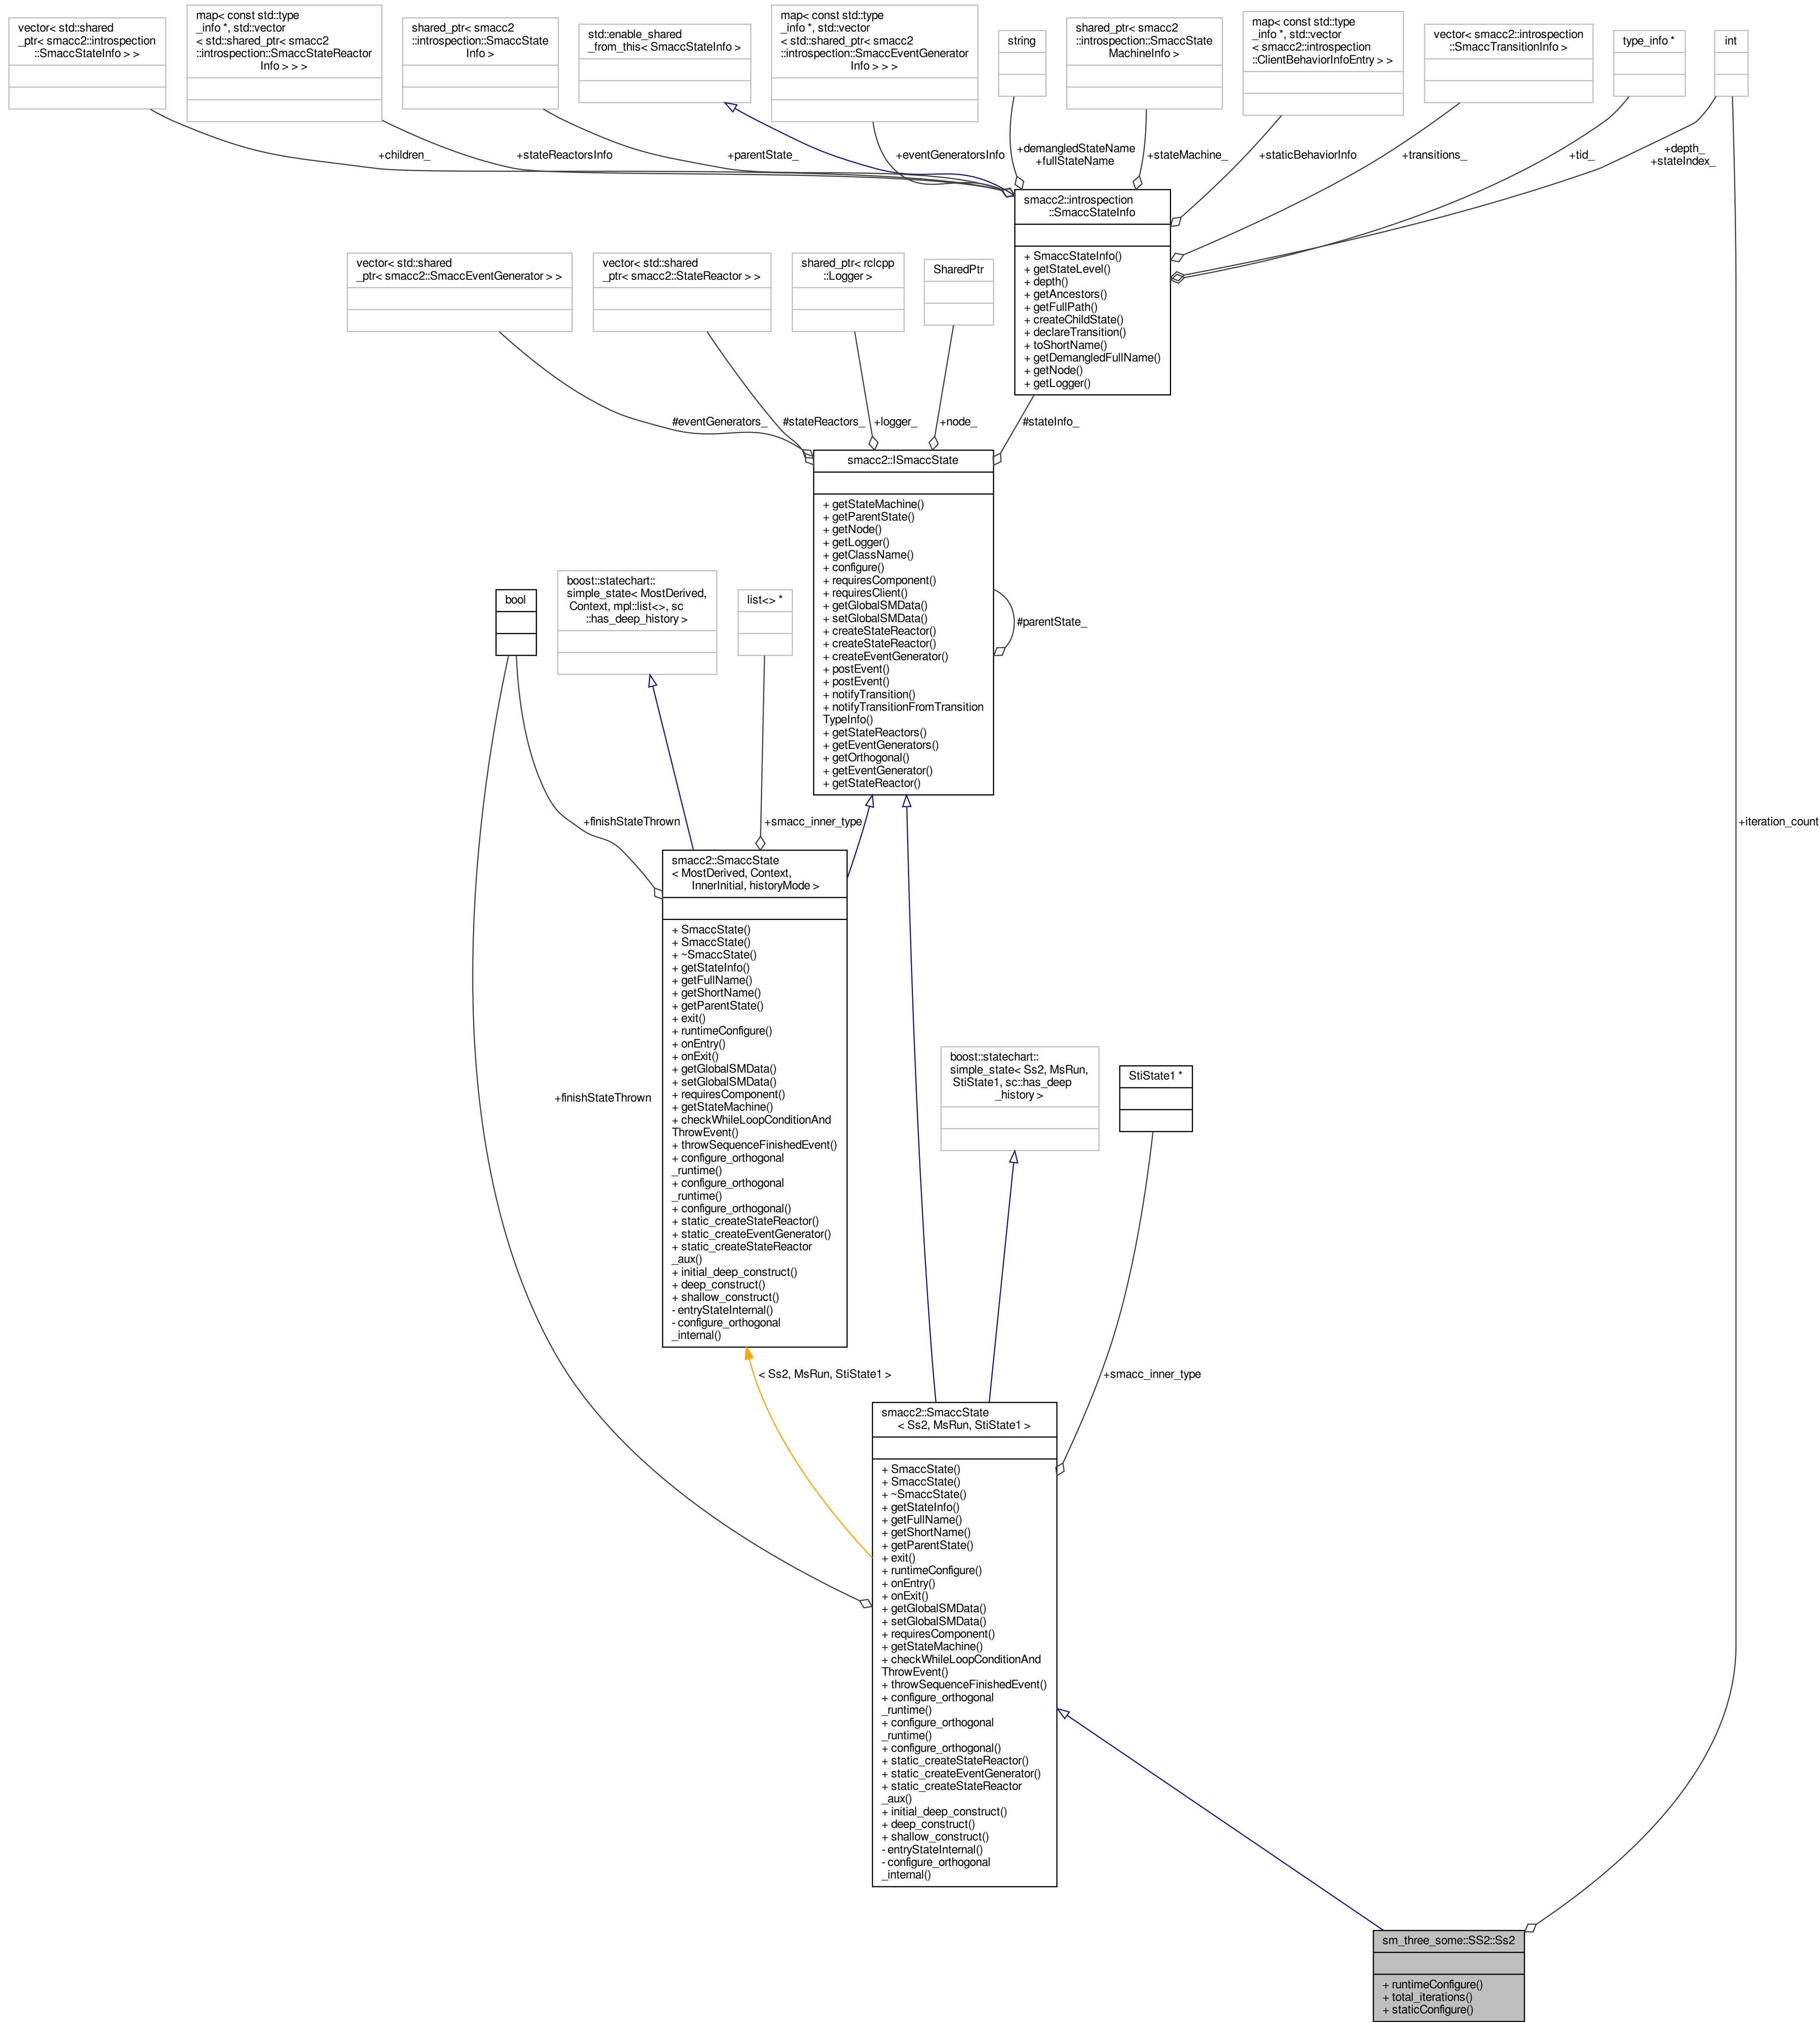 vector< std::shared
_ptr< smacc2::introspection
::SmaccStateInfo > >
map< const std::type
_info *, std::vector
< std::shared_ptr< smacc2
::introspection::SmaccStateReactor
Info > > >
shared_ptr< smacc2
::introspection::SmaccState
Info >
std::enable_shared
_from_this< SmaccStateInfo >
map< const std::type
_info *, std::vector
< std::shared_ptr< smacc2
::introspection::SmaccEventGenerator
Info > > >
string
shared_ptr< smacc2
::introspection::SmaccState
MachineInfo >
map< const std::type
_info *, std::vector
< smacc2::introspection
::ClientBehaviorInfoEntry > >
vector< smacc2::introspection
::SmaccTransitionInfo >
type_info *
int
+children_
+stateReactorsInfo
+parentState_
+eventGeneratorsInfo
+demangledStateName
+fullStateName
+stateMachine_
+staticBehaviorInfo
+transitions_
+tid_
+depth_
+stateIndex_
smacc2::introspection
::SmaccStateInfo
+ SmaccStateInfo()
+ getStateLevel()
+ depth()
+ getAncestors()
+ getFullPath()
+ createChildState()
+ declareTransition()
+ toShortName()
+ getDemangledFullName()
+ getNode()
+ getLogger()
vector< std::shared
_ptr< smacc2::SmaccEventGenerator > >
vector< std::shared
_ptr< smacc2::StateReactor > >
shared_ptr< rclcpp
::Logger >
SharedPtr
#eventGenerators_
#stateReactors_
+logger_
+node_
#stateInfo_
smacc2::ISmaccState
+ getStateMachine()
+ getParentState()
+ getNode()
+ getLogger()
+ getClassName()
+ configure()
+ requiresComponent()
+ requiresClient()
+ getGlobalSMData()
+ setGlobalSMData()
+ createStateReactor()
+ createStateReactor()
+ createEventGenerator()
+ postEvent()
+ postEvent()
+ notifyTransition()
+ notifyTransitionFromTransition
TypeInfo()
+ getStateReactors()
+ getEventGenerators()
+ getOrthogonal()
+ getEventGenerator()
+ getStateReactor()
#parentState_
bool
boost::statechart::
simple_state< MostDerived,
Context, mpl::list<>, sc
::has_deep_history >
list<> *
+finishStateThrown
+smacc_inner_type
+iteration_count
smacc2::SmaccState
< MostDerived, Context,
InnerInitial, historyMode >
+ SmaccState()
+ SmaccState()
+ ~SmaccState()
+ getStateInfo()
+ getFullName()
+ getShortName()
+ getParentState()
+ exit()
+ runtimeConfigure()
+ onEntry()
+ onExit()
+ getGlobalSMData()
+ setGlobalSMData()
+ requiresComponent()
+ getStateMachine()
+ checkWhileLoopConditionAnd
ThrowEvent()
+ throwSequenceFinishedEvent()
+ configure_orthogonal
_runtime()
+ configure_orthogonal
_runtime()
+ configure_orthogonal()
+ static_createStateReactor()
+ static_createEventGenerator()
+ static_createStateReactor
_aux()
+ initial_deep_construct()
+ deep_construct()
+ shallow_construct()
- entryStateInternal()
- configure_orthogonal
_internal()
+finishStateThrown
boost::statechart::
simple_state< Ss2, MsRun,
StiState1, sc::has_deep
_history >
StiState1 *
< Ss2, MsRun, StiState1 >
+smacc_inner_type
smacc2::SmaccState
< Ss2, MsRun, StiState1 >
+ SmaccState()
+ SmaccState()
+ ~SmaccState()
+ getStateInfo()
+ getFullName()
+ getShortName()
+ getParentState()
+ exit()
+ runtimeConfigure()
+ onEntry()
+ onExit()
+ getGlobalSMData()
+ setGlobalSMData()
+ requiresComponent()
+ getStateMachine()
+ checkWhileLoopConditionAnd
ThrowEvent()
+ throwSequenceFinishedEvent()
+ configure_orthogonal
_runtime()
+ configure_orthogonal
_runtime()
+ configure_orthogonal()
+ static_createStateReactor()
+ static_createEventGenerator()
+ static_createStateReactor
_aux()
+ initial_deep_construct()
+ deep_construct()
+ shallow_construct()
- entryStateInternal()
- configure_orthogonal
_internal()
sm_three_some::SS2::Ss2
+ runtimeConfigure()
+ total_iterations()
+ staticConfigure()